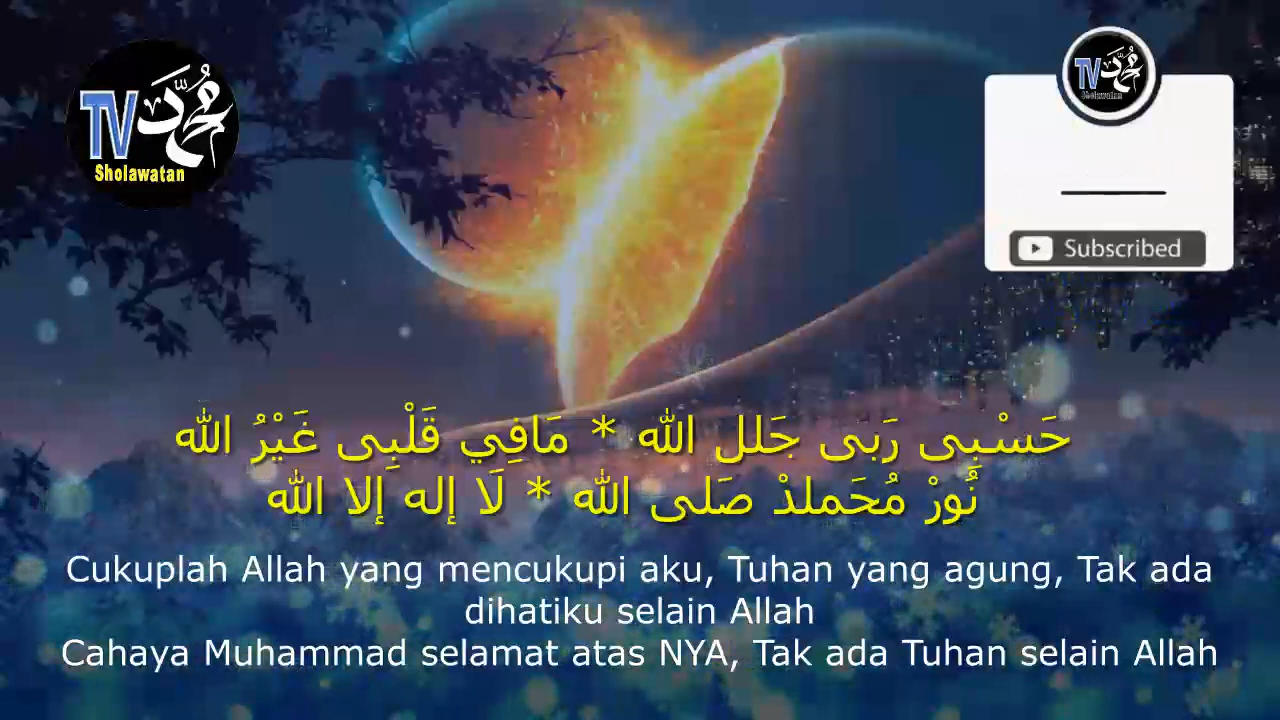 محمد
TV
Sholawatan
محمد
TV
Sholawatan
Subscribed
حَسْبِى رَبَى جَلل الله * مَافِي قَلْبِى غَيْرُ الله
نُورْ مُحَملدْ صَلى الله * لَا إله إلا الله
Cukuplah Allah yang mencukupi aku, Tuhan yang agung, Tak ada
dihatiku selain Allah
Cahaya Muhammad selamat atas NYA, Tak ada Tuhan selain Allah